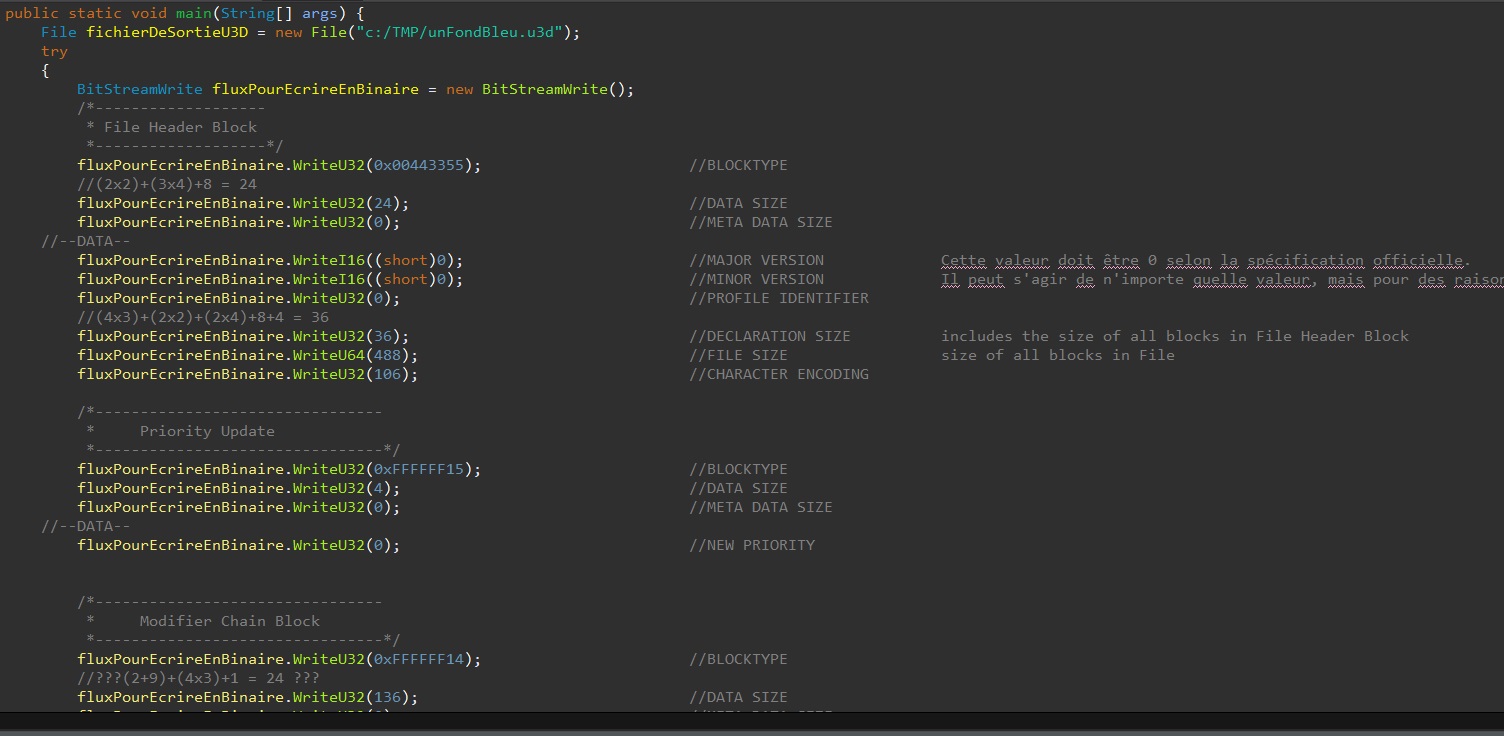 public static void main(String[] args) {
File fichierDeSortieU3D = new File("c:/TMP/unFondBleu.u3d");
try
{
BitStreamWrite fluxPourEcrireEnBinaire = new BitStreamWrite();
/*-------------------
* File Header Block
*-------------------*/
fluxPourEcrireEnBinaire.WriteU32(0x00443355); //BLOCKTYPE
//(2x2)+(3x4)+8 = 24
fluxPourEcrireEnBinaire.WriteU32(24); //DATA SIZE
fluxPourEcrireEnBinaire.WriteU32(0); //META DATA SIZE
//--DATA--
fluxPourEcrireEnBinaire.WriteI16((short)0); //MAJOR VERSION Cette valeur doit être 0 selon la spécification officielle.
fluxPourEcrireEnBinaire.WriteI16((short)0); //MINOR VERSION Il peut s'agir de n'importe quelle valeur, mais pour des raison
fluxPourEcrireEnBinaire.WriteU32(0); //PROFILE IDENTIFIER
//(4x3)+(2x2)+(2x4)+8+4 = 36
fluxPourEcrireEnBinaire.WriteU32(36); //DECLARATION SIZE includes the size of all blocks in File Header Block
fluxPourEcrireEnBinaire.WriteU64(488); //FILE SIZE size of all blocks in File
fluxPourEcrireEnBinaire.WriteU32(106); //CHARACTER ENCODING
/*--------------------------------
* Priority Update
*--------------------------------*/
fluxPourEcrireEnBinaire.WriteU32(0xFFFFFF15); //BLOCKTYPE
fluxPourEcrireEnBinaire.WriteU32(4); //DATA SIZE
fluxPourEcrireEnBinaire.WriteU32(0); //META DATA SIZE
//--DATA--
fluxPourEcrireEnBinaire.WriteU32(0); //NEW PRIORITY
/*--------------------------------
* Modifier Chain Block
*--------------------------------*/
fluxPourEcrireEnBinaire.WriteU32(0xFFFFFF14); //BLOCKTYPE
//???(2+9)+(4x3)+1 = 24 ???
fluxPourEcrireEnBinaire.WriteU32(136); //DATA SIZE